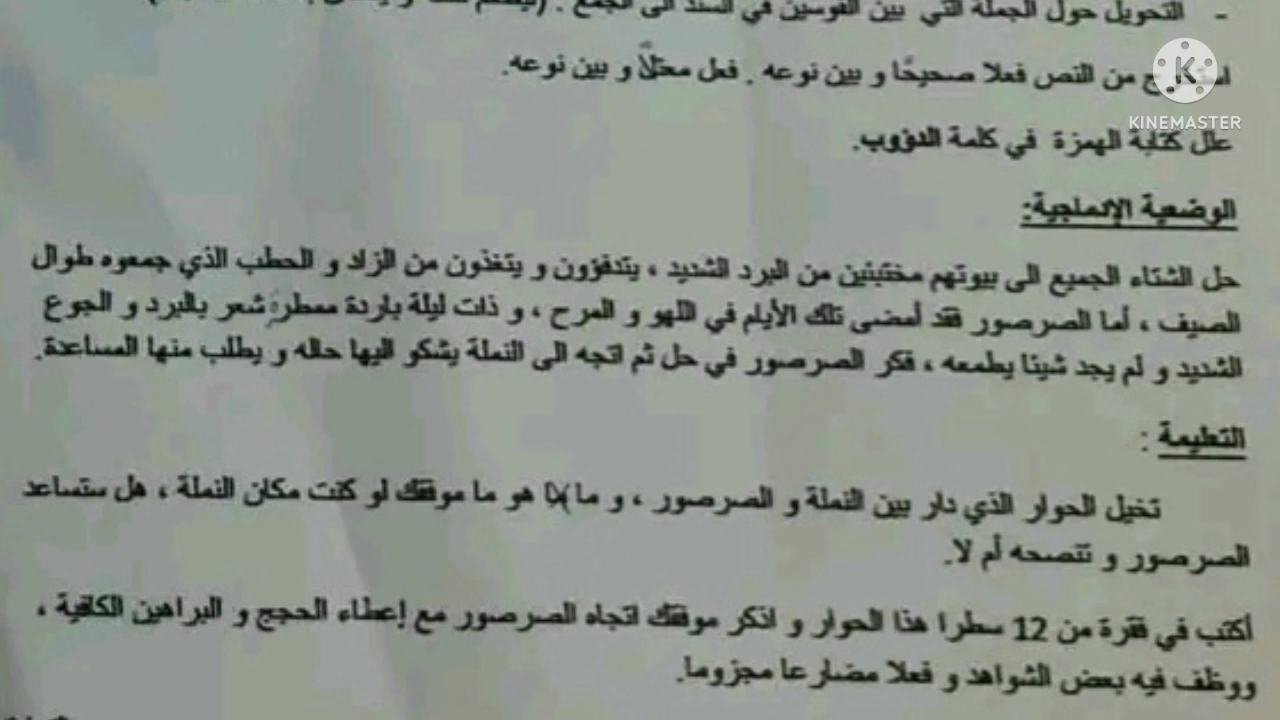 - التحويل حول الجملة التي بين القوسين في السند الى الجمع .
من النص فعلا صحيحًا و بين نوعه . فعل معتلاً و بين نوعه.
KINEMASTER
علل كتابة الهمزة في كلمة الدؤوب.
الوضعية الإدماجية:
حل الشتاء الجميع الى بيوتهم مختبئين من البرد الشديد ، يتدفؤون و يتغذون من الزاد و الحطب الذي جمعوه طوال
الصيف ، أما الصرصور فقد أمضى تلك الأيام في اللهو و المرح ، و ذات ليلة باردة ممطرة شعر بالبرد و الجوع
الشديد و لم يجد شيئا يطمعه ، فكر الصرصور في حل ثم اتجه الى النملة يشكو اليها حاله و يطلب منها المساعدة.
التعليمة :
تخيل الحوار الذي دار بين النملة و الصرصور ، و ما هو ما موقفك لو كنت مكان النملة ، هل ستساعد
الصرصور و تنصحه أم لا.
أكتب في فقرة من 12 سطرا هذا الحوار و اذكر موقفك اتجاه الصرصور مع إعطاء الحجج و البراهين الكافية ،
ووظف فيه بعض الشواهد و فعلا مضارعا مجزوما.